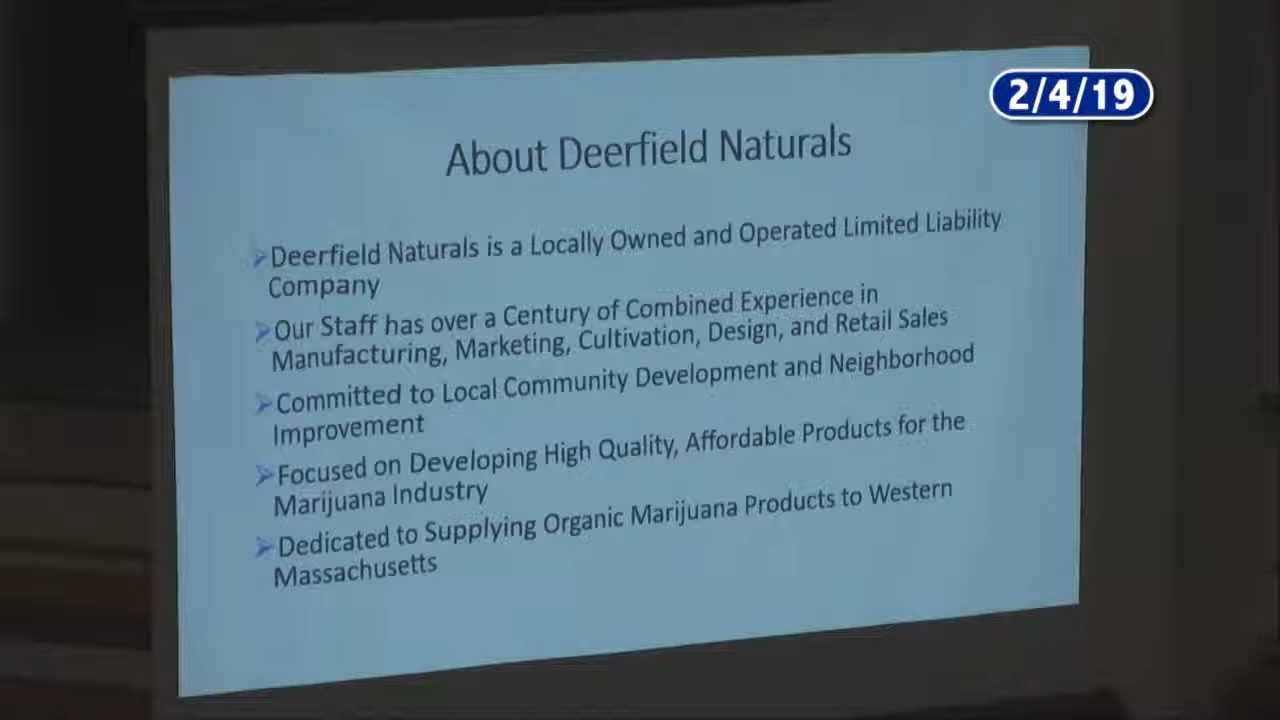 2/4/19
About Deerfield Naturals
Deerfield Naturals is a Locally Owned and Operated Limited Liability
Company
Our Staff has over a Century of Combined Experience in
Manufacturing, Marketing, Cultivation, Design, and Retail Sales
Committed to Local Community Development and Neighborhood
Improvement
Focused on Developing High Quality, Affordable Products for the
Marijuana Industry
Dedicated to Supplying Organic Marijuana Products to Western
Massachusetts